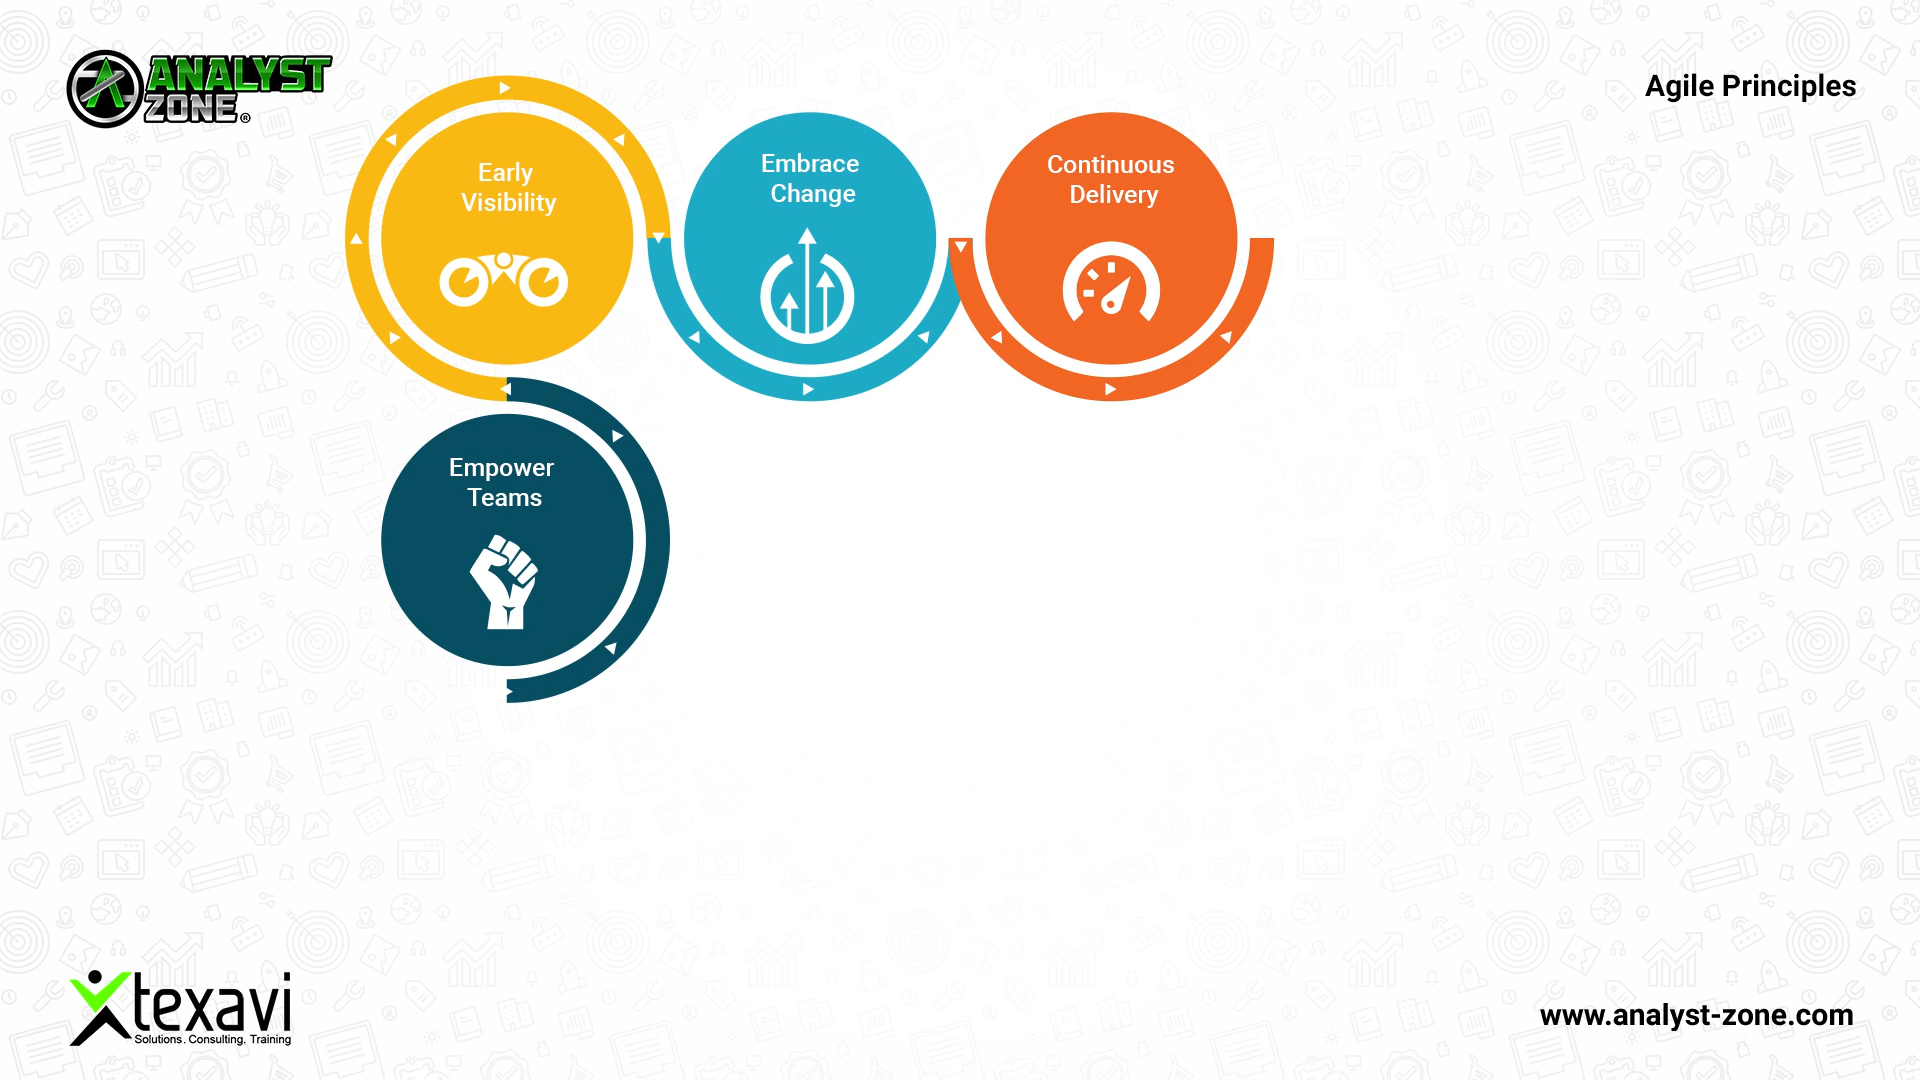 ANALYST
ZONE®
Agile Principles
Early
Visibility
Embrace
Change
Continuous
Delivery
Empower
Teams
texavi
Solutions. Consulting. Training
www.analyst-zone.com